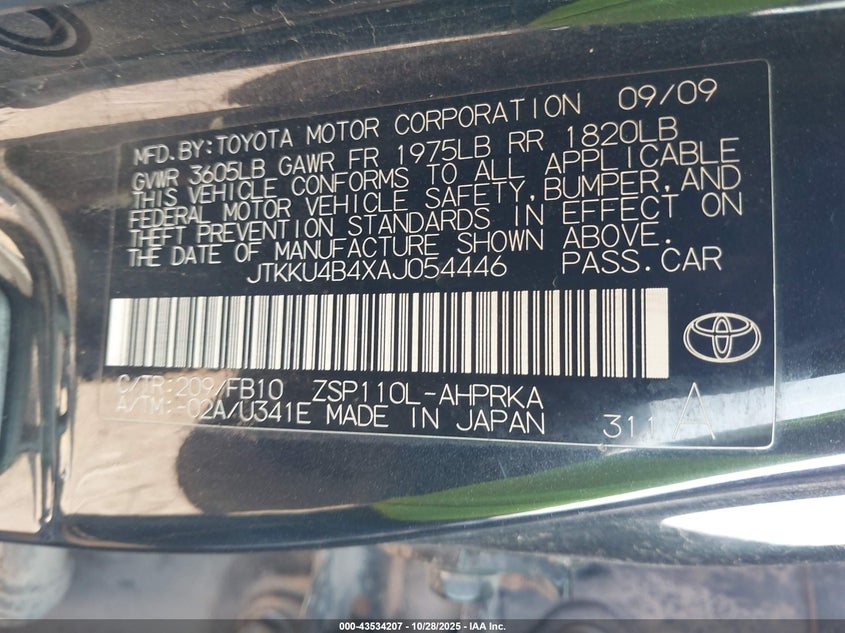 MFD.BY:TOYOTA MOTOR CORPORATION 09/09
GVWR 3605LB GAWR FR 1975LB RR 1820LB
THIS VEHICLE CONFORMS TO ALL APPLICABLE
FEDERAL MOTOR VEHICLE SAFETY,BUMPER,AND
THEFT PREVENTION STANDARDS IN EFFECT ON
THE DATE OF MANUFACTURE SHOWN ABOVE.
JTKKU4B4XAJ054446 PASS.CAR
C/TR:209/FB10 ZSP110L-AHPRKA
A/TM:-02A/U341E MADE IN JAPAN 311 A
000-43534207 - 10/28/2025 - IAA Inc.